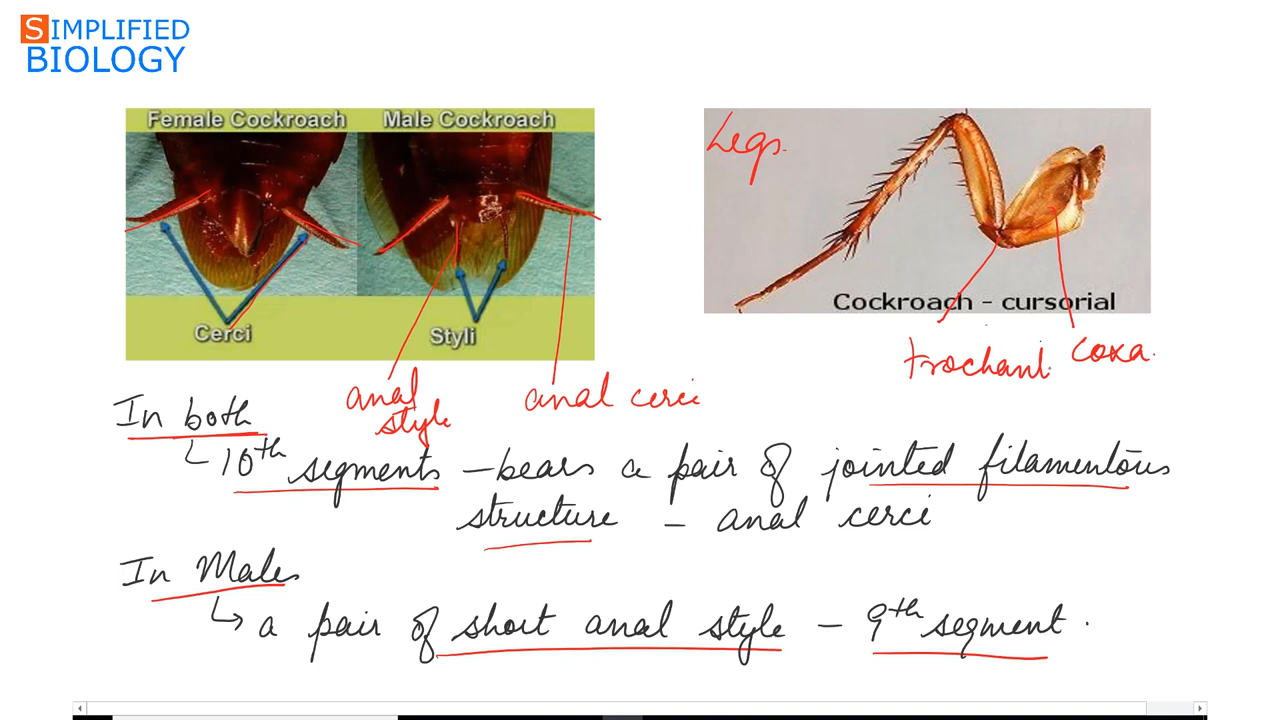 SIMPLIFIED
BIOLOGY
Female Cockroach
Male Cockroach
Cerci
Styli
Legs.
Cockroach - cursorial
trochant.
coxa.
anal
style
anal cerci
In both
10th segments - bears a pair of jointed filamentous
structure - anal cerci
In Males
a pair of short anal style - 9th segment.